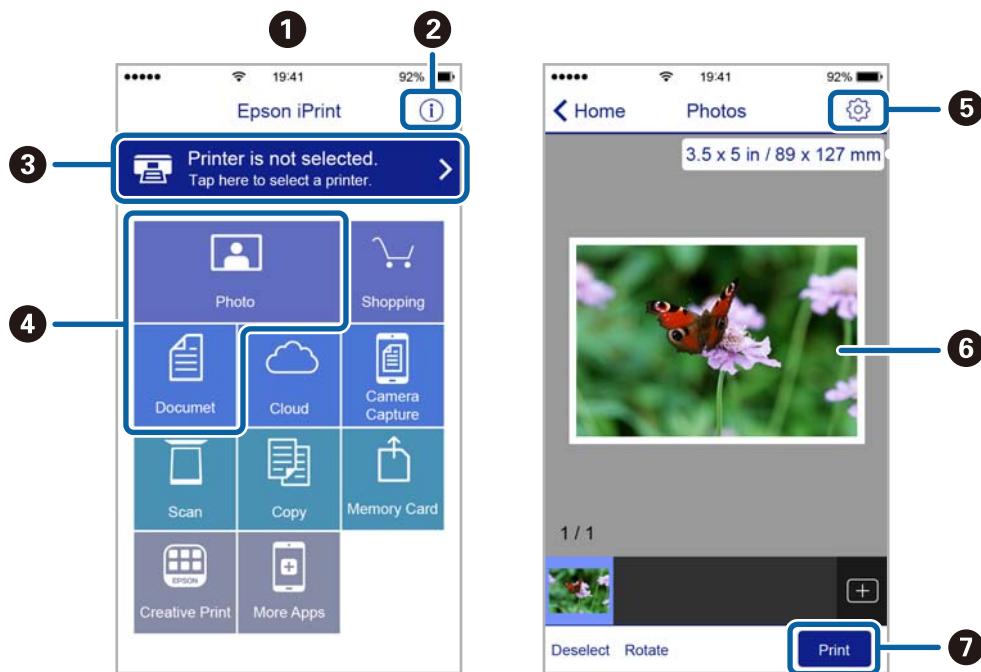 1
2
19:41
92%
Epson iPrint
i
3
Printer is not selected.
Tap here to select a printer.
4
Photo
Shopping
Documet
Cloud
Camera
Capture
Scan
Copy
Memory Card
EPSON
Creative Print
More Apps
19:41
92%
Home
Photos
5
3.5 x 5 in / 89 x 127 mm
6
1 / 1
Deselect
Rotate
Print
7